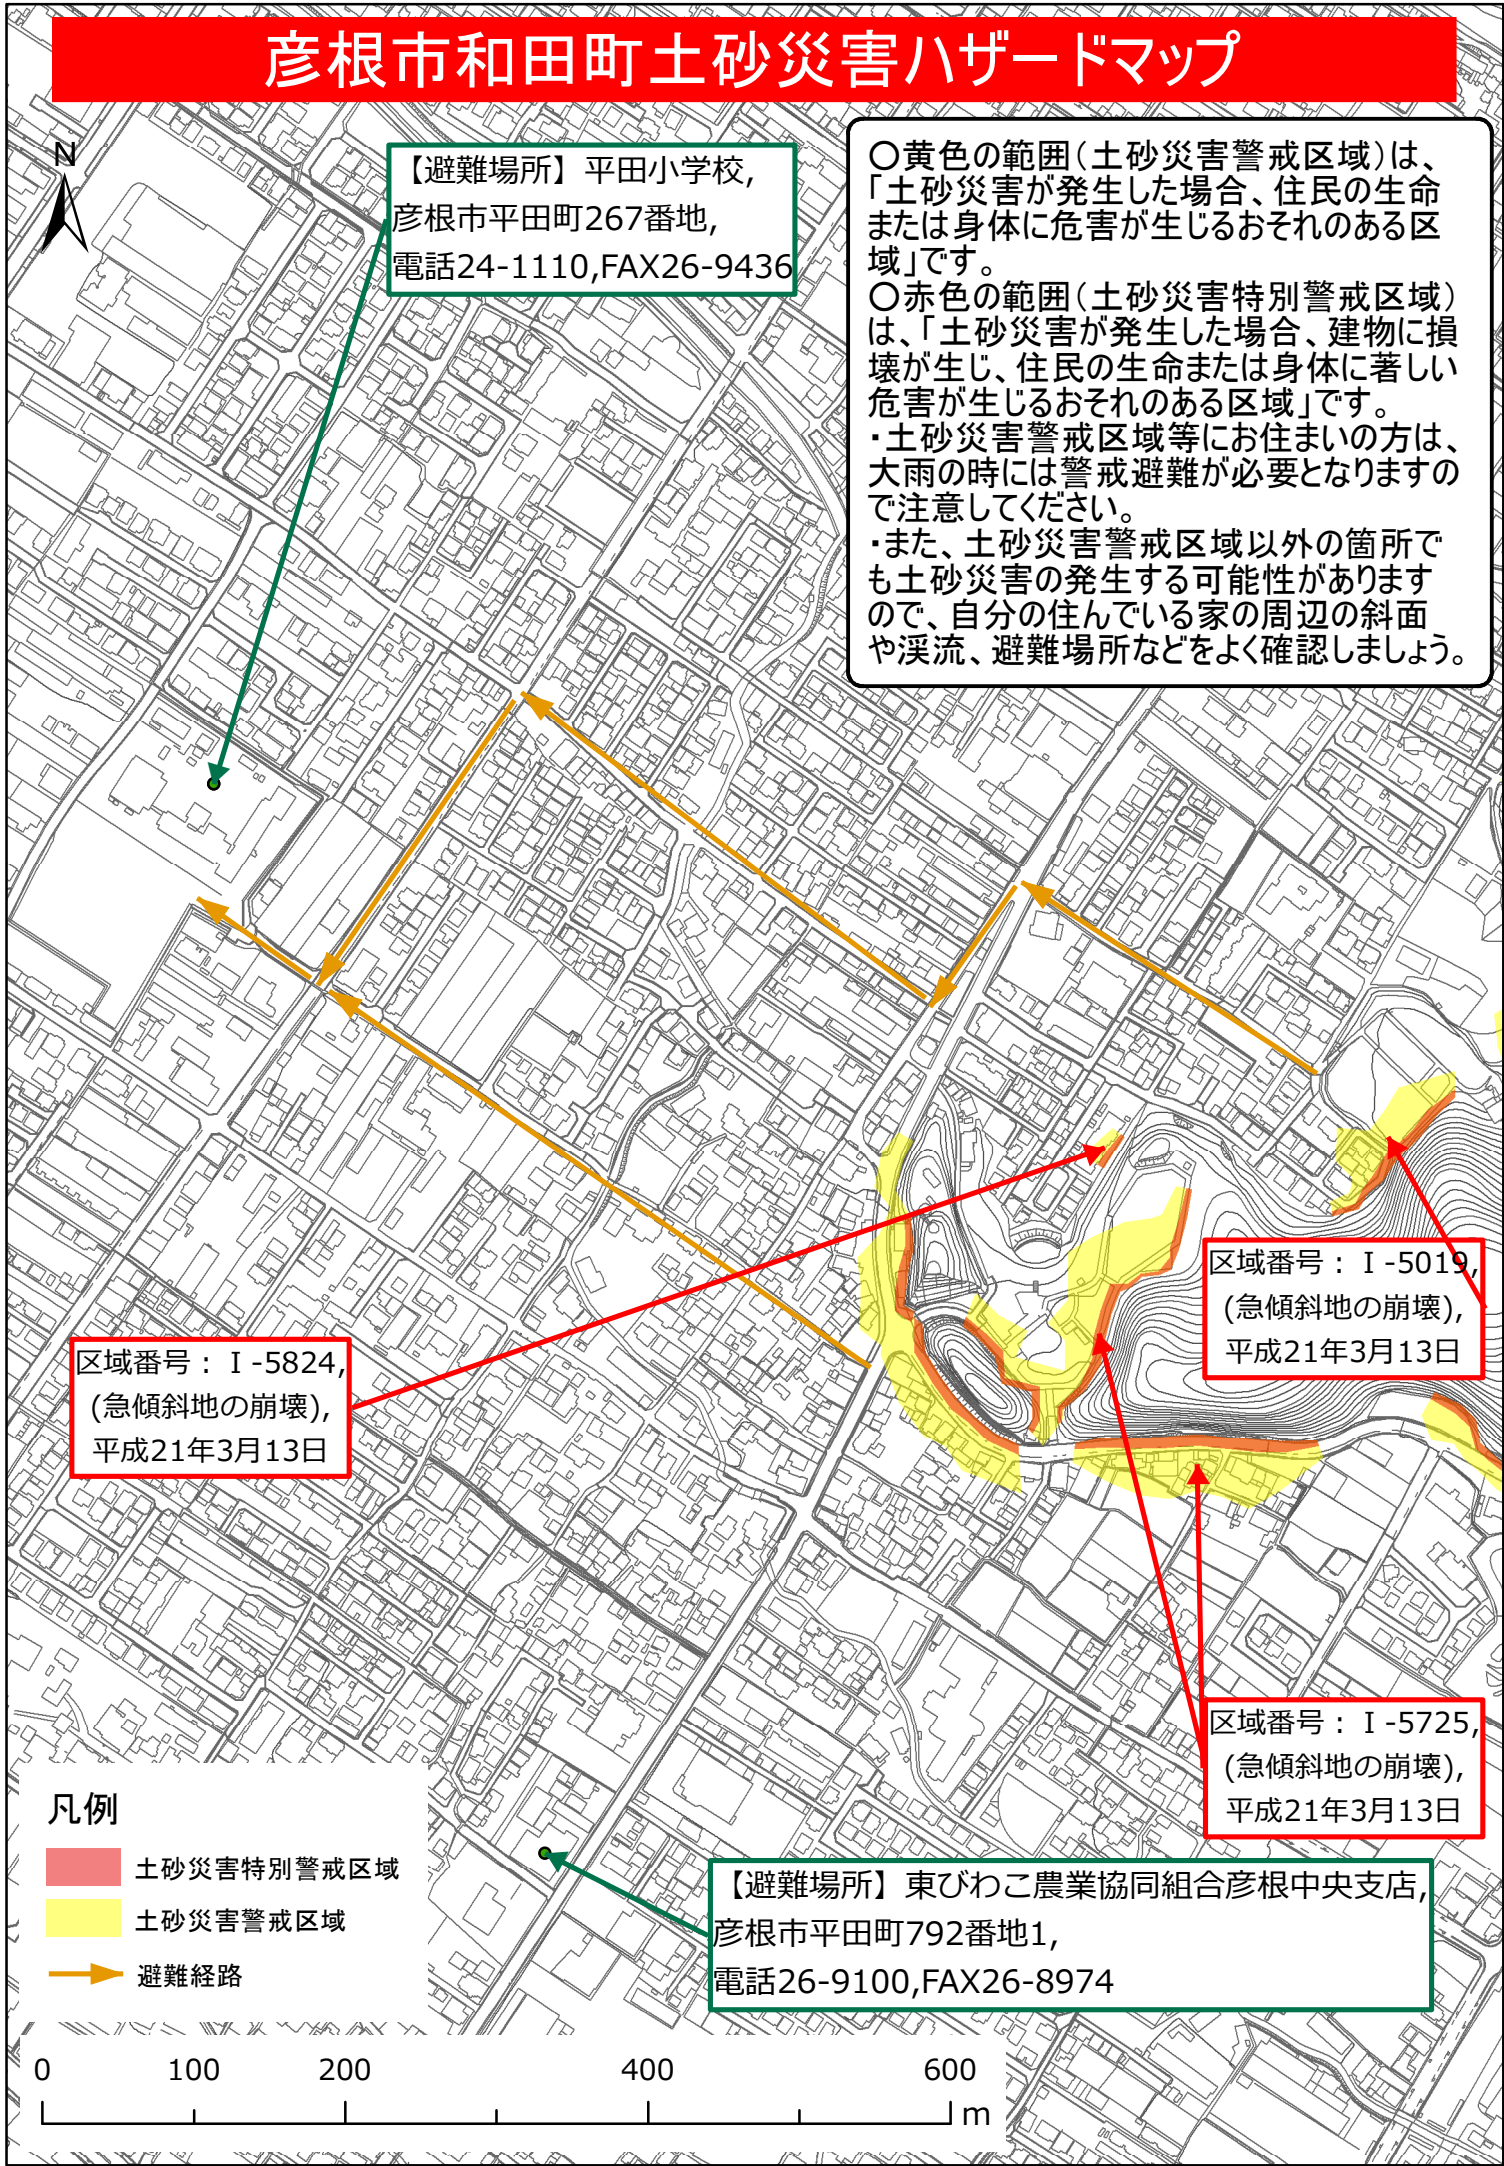 彦根市和田町土砂災害ハザードマップ
N
【避難場所】平田小学校,
彦根市平田町267番地,
電話24-1110,FAX26-9436
〇黄色の範囲（土砂災害警戒区域）は、
「土砂災害が発生した場合、住民の生命
または身体に危害が生じるおそれのある区
域」です。
〇赤色の範囲（土砂災害特別警戒区域）
は、「土砂災害が発生した場合、建物に損
壊が生じ、住民の生命または身体に著しい
危害が生じるおそれのある区域」です。
・土砂災害警戒区域等にお住まいの方は、
大雨の時には警戒避難が必要となりますの
で注意してください。
・また、土砂災害警戒区域以外の箇所で
も土砂災害の発生する可能性があります
ので、自分の住んでいる家の周辺の斜面
や渓流、避難場所などをよく確認しましょう。
区域番号：Ⅰ-5019,
(急傾斜地の崩壊),
平成21年3月13日
区域番号：Ⅰ-5824,
(急傾斜地の崩壊),
平成21年3月13日
区域番号：Ⅰ-5725,
(急傾斜地の崩壊),
平成21年3月13日
凡例
土砂災害特別警戒区域
土砂災害警戒区域
避難経路
【避難場所】東びわこ農業協同組合彦根中央支店,
彦根市平田町792番地1,
電話26-9100,FAX26-8974
0 100 200 400 600
m